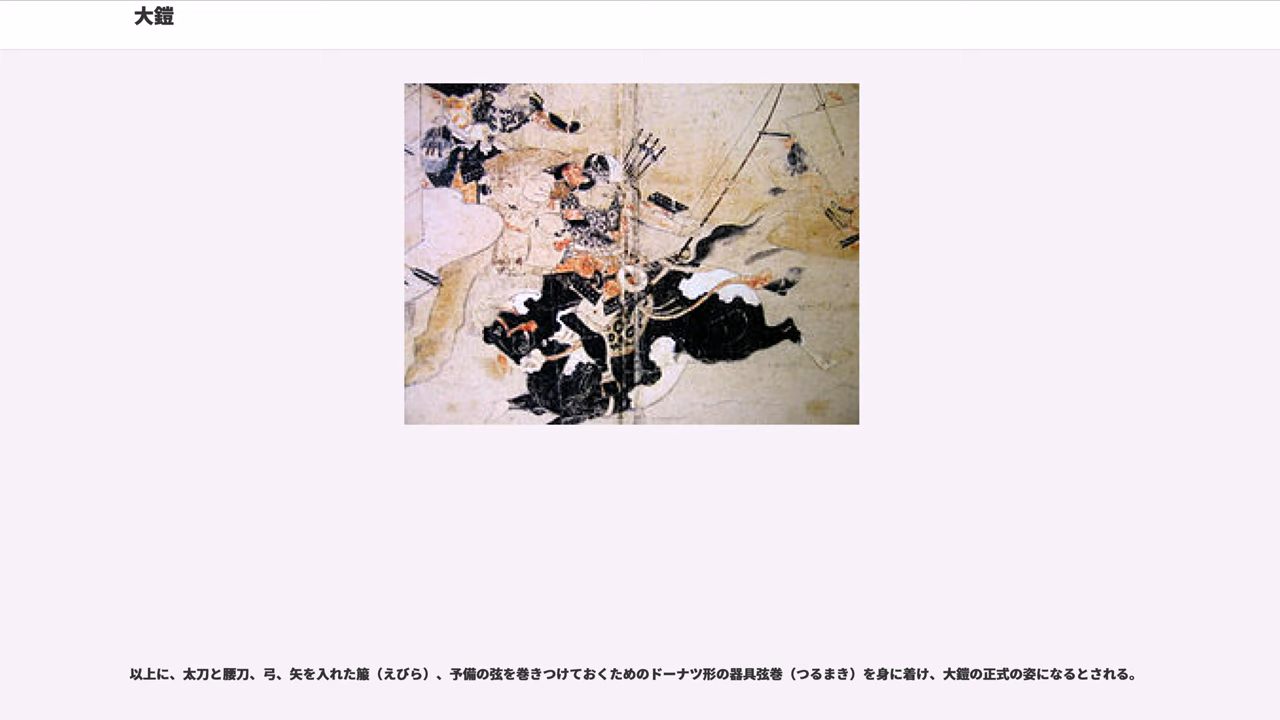 大鎧
以上に、太刀と腰刀、弓、矢を入れた箙（えびら）、予備の弦を巻きつけておくためのドーナツ形の器具弦巻（つるまき）を身に着け、大鎧の正式の姿になるとされる。